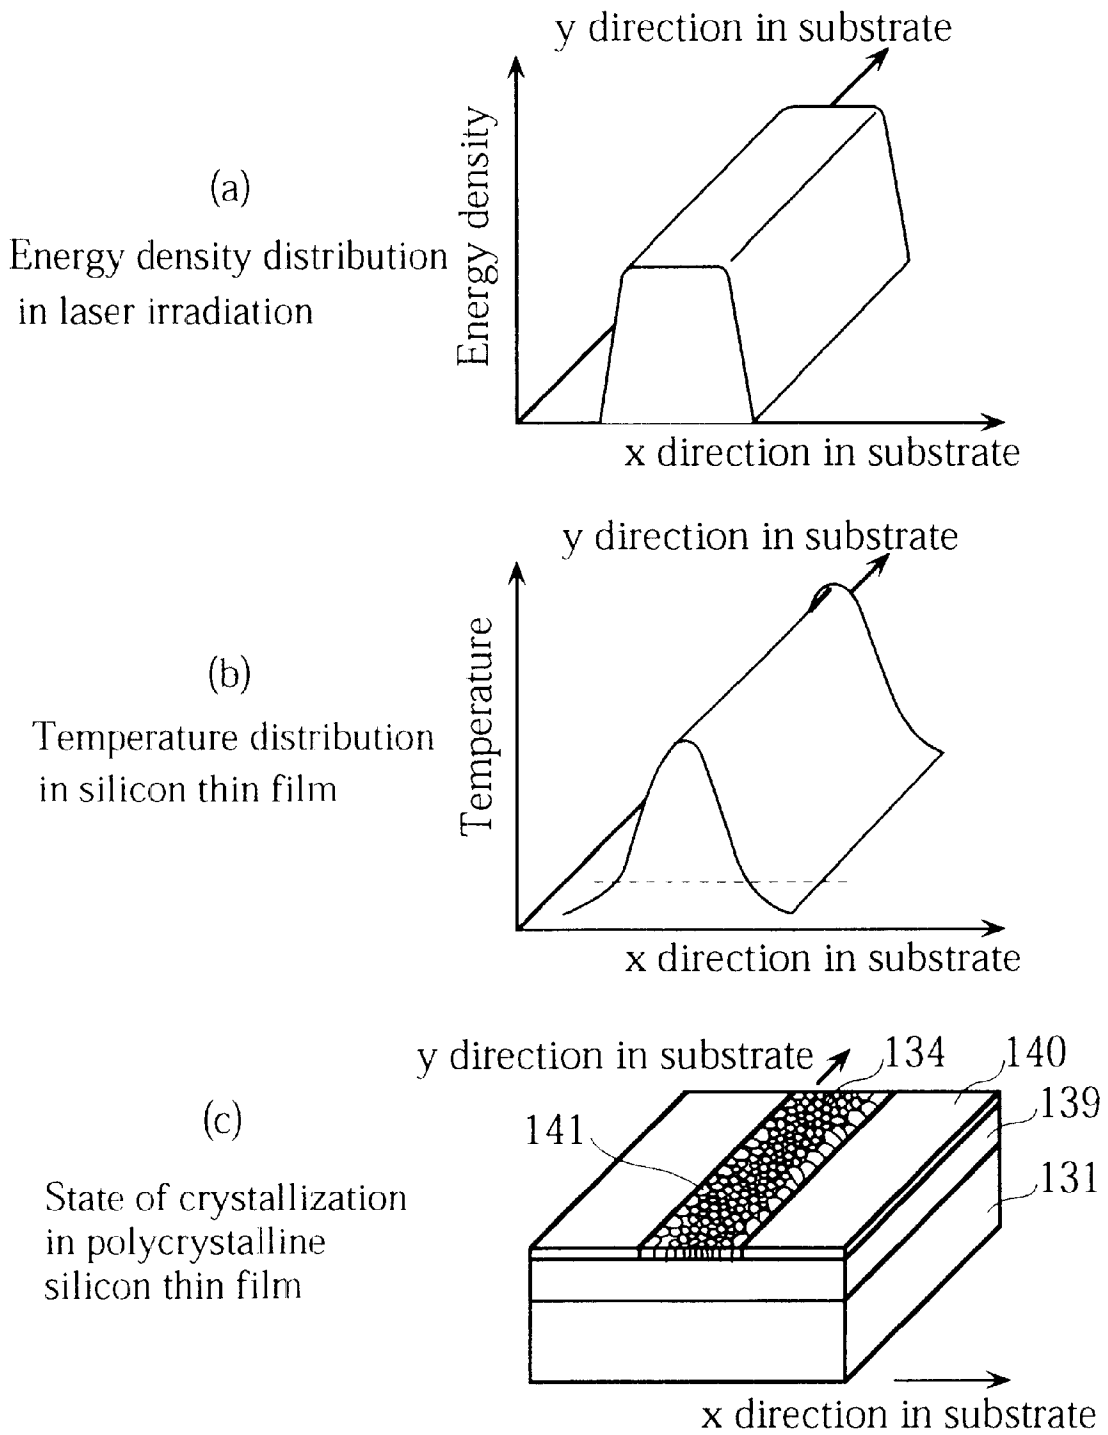 y direction in substrate
Energy density
(a)
Energy density distribution
in laser irradiation
x direction in substrate
y direction in substrate
Temperature
(b)
Temperature distribution
in silicon thin film
x direction in substrate
y direction in substrate
134
140
139
(c)
141
131
State of crystallization
in polycrystalline
silicon thin film
x direction in substrate